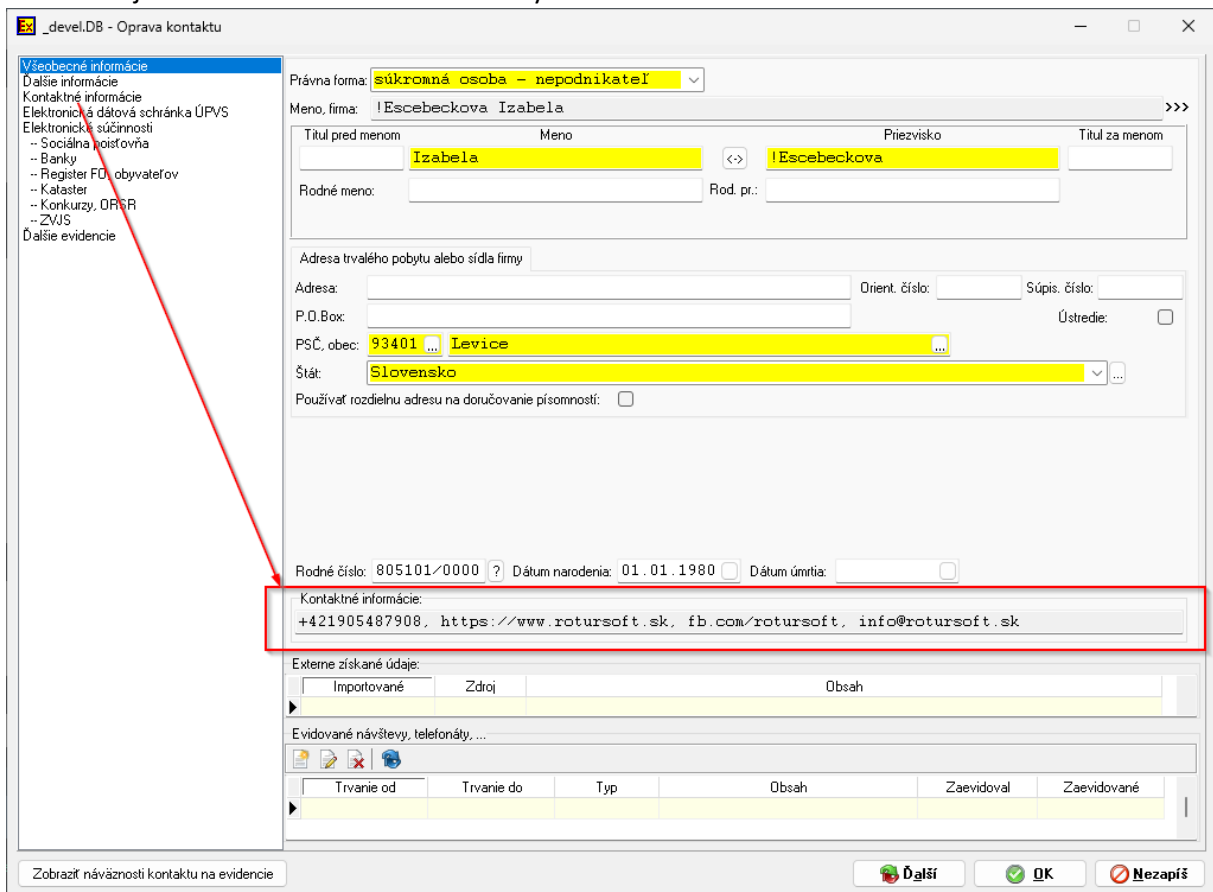 _devel.DB - Oprava kontaktu
Všeobecné informácie
Ďalšie informácie
Kontaktné informácie
Elektronická dátová schránka ÚPVS
Elektronické súčinnosti
-- Sociálna poisťovňa
-- Banky
-- Register FO, obyvateľov
-- Kataster
-- Konkurzy, ORSR
-- ZVJS
Ďalšie evidencie
Právna forma: súkromná osoba - nepodnikateľ
Meno, firma: !Escebeckova Izabela >>>
Titul pred menom Meno Priezvisko Titul za menom
Izabela <-> !Escebeckova
Rodné meno: Rod. pr.:
Adresa trvalého pobytu alebo sídla firmy
Adresa: Orient. číslo: Súpis. číslo:
P.O.Box: Ústredie:
PSČ, obec: 93401 ... Levice ...
Štát: Slovensko ...
Používať rozdielnu adresu na doručovanie písomností:
Rodné číslo: 805101/0000 ? Dátum narodenia: 01.01.1980 Dátum úmrtia:
Kontaktné informácie:
+421905487908, https://www.rotursoft.sk, fb.com/rotursoft, info@rotursoft.sk
Externe získané údaje:
Importované Zdroj Obsah
Evidované návštevy, telefonáty, ...
Trvanie od Trvanie do Typ Obsah Zaevidoval Zaevidované
Zobraziť náväznosti kontaktu na evidencie Ďalší OK Nezapíš